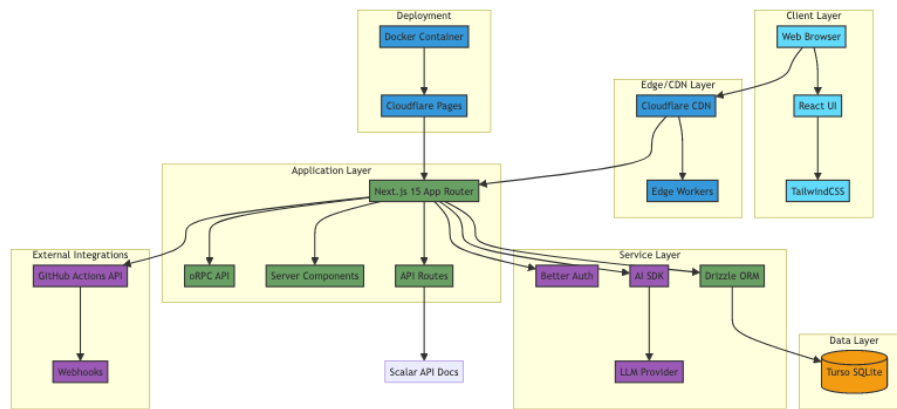 Deployment
Docker Container
Cloudflare Pages
Client Layer
Web Browser
React UI
TailwindCSS
Edge/CDN Layer
Cloudflare CDN
Edge Workers
Application Layer
Next.js 15 App Router
oRPC API
Server Components
API Routes
External Integrations
GitHub Actions API
Webhooks
Scalar API Docs
Service Layer
Better Auth
AI SDK
Drizzle ORM
LLM Provider
Data Layer
Turso SQLite